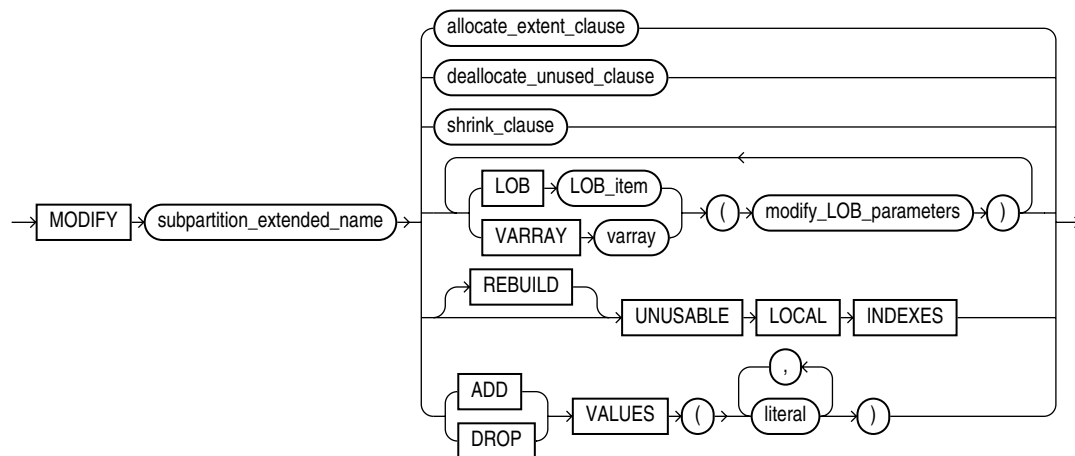 allocate_extent_clause
deallocate_unused_clause
shrink_clause
LOB LOB_item
MODIFY subpartition_extended_name ( modify_LOB_parameters )
VARRAY varray
REBUILD
UNUSABLE LOCAL INDEXES
,
ADD
VALUES ( literal )
DROP